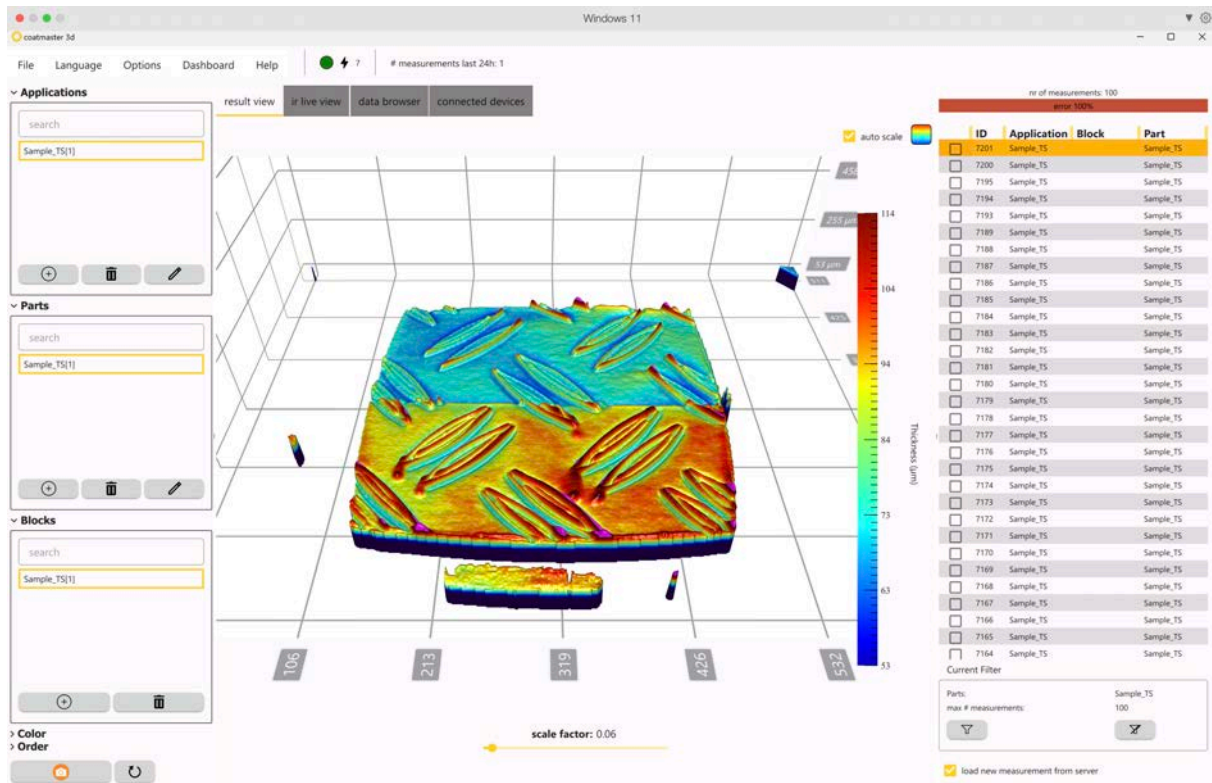 Windows 11
coatmaster 3d
File Language Options Dashboard Help 7 # measurements last 24h: 1
Applications
search
Sample_TS[1]
Parts
search
Sample_TS[1]
Blocks
search
Sample_TS[1]
Color
Order
result view ir live view data browser connected devices
auto scale
255 µm
53 µm
114
104
94
84
73
63
53
Thickness (µm)
106 213 319 426 532
scale factor: 0.06
nr of measurements: 100
error 100%
ID Application Block Part
7201 Sample_TS Sample_TS
7200 Sample_TS Sample_TS
7195 Sample_TS Sample_TS
7194 Sample_TS Sample_TS
7193 Sample_TS Sample_TS
7189 Sample_TS Sample_TS
7188 Sample_TS Sample_TS
7187 Sample_TS Sample_TS
7186 Sample_TS Sample_TS
7185 Sample_TS Sample_TS
7184 Sample_TS Sample_TS
7183 Sample_TS Sample_TS
7182 Sample_TS Sample_TS
7181 Sample_TS Sample_TS
7180 Sample_TS Sample_TS
7179 Sample_TS Sample_TS
7178 Sample_TS Sample_TS
7177 Sample_TS Sample_TS
7176 Sample_TS Sample_TS
7175 Sample_TS Sample_TS
7174 Sample_TS Sample_TS
7173 Sample_TS Sample_TS
7172 Sample_TS Sample_TS
7171 Sample_TS Sample_TS
7170 Sample_TS Sample_TS
7169 Sample_TS Sample_TS
7168 Sample_TS Sample_TS
7167 Sample_TS Sample_TS
7166 Sample_TS Sample_TS
7165 Sample_TS Sample_TS
7164 Sample_TS Sample_TS
Current Filter
Parts: Sample_TS
max # measurements: 100
load new measurement from server